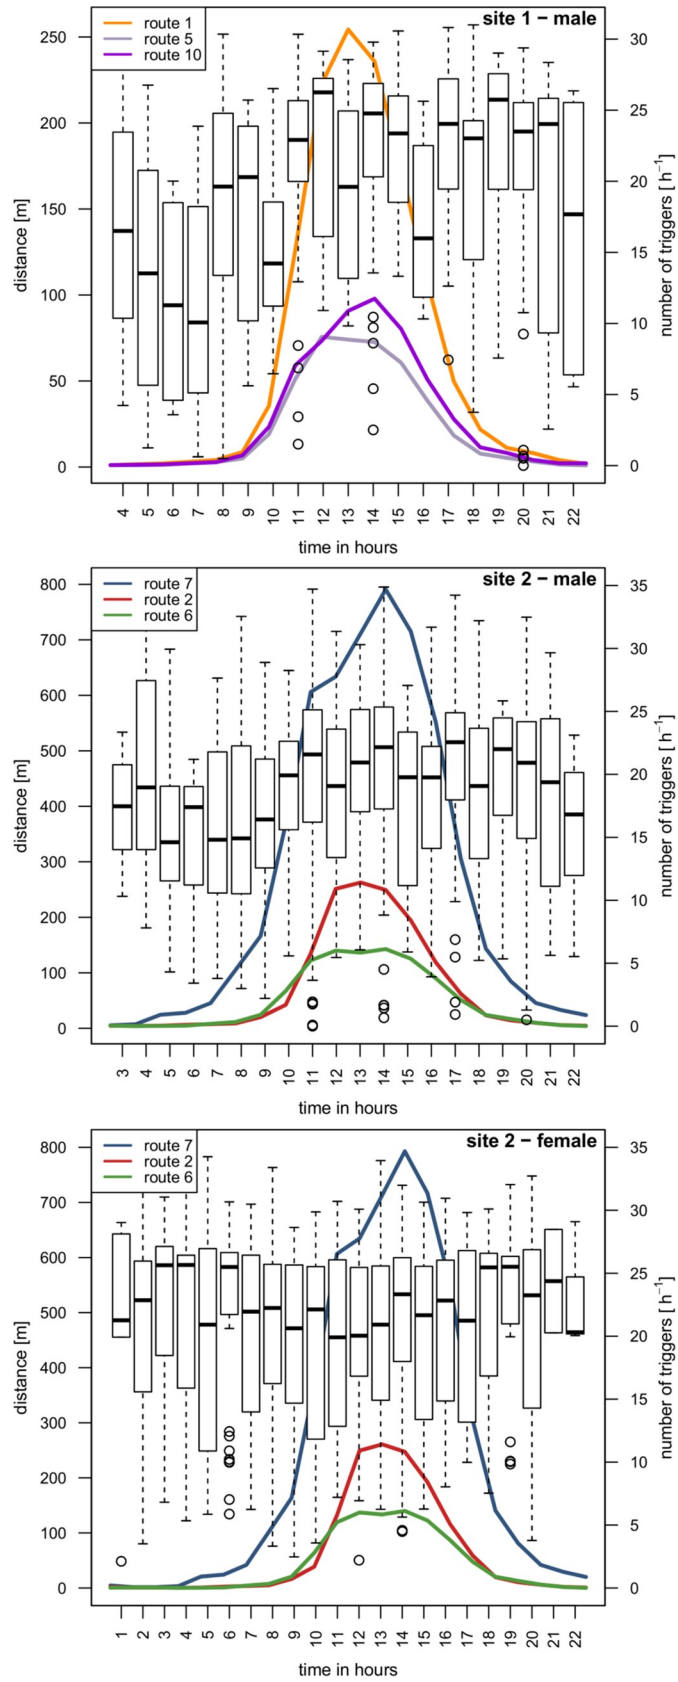 site 1 – male
route 1
route 5
route 10
250
200
150
100
50
0
distance [m]
30
25
20
15
10
5
0
number of triggers [ h⁻¹]
4 5 6 7 8 9 10 11 12 13 14 15 16 17 18 19 20 21 22
time in hours
site 2 – male
route 7
route 2
route 6
800
700
600
500
400
300
200
100
0
distance [m]
35
30
25
20
15
10
5
0
number of triggers [ h⁻¹]
3 4 5 6 7 8 9 10 11 12 13 14 15 16 17 18 19 20 21 22
time in hours
site 2 – female
route 7
route 2
route 6
800
700
600
500
400
300
200
100
0
distance [m]
35
30
25
20
15
10
5
0
number of triggers [ h⁻¹]
1 2 3 4 5 6 7 8 9 10 11 12 13 14 15 16 17 18 19 20 21 22
time in hours